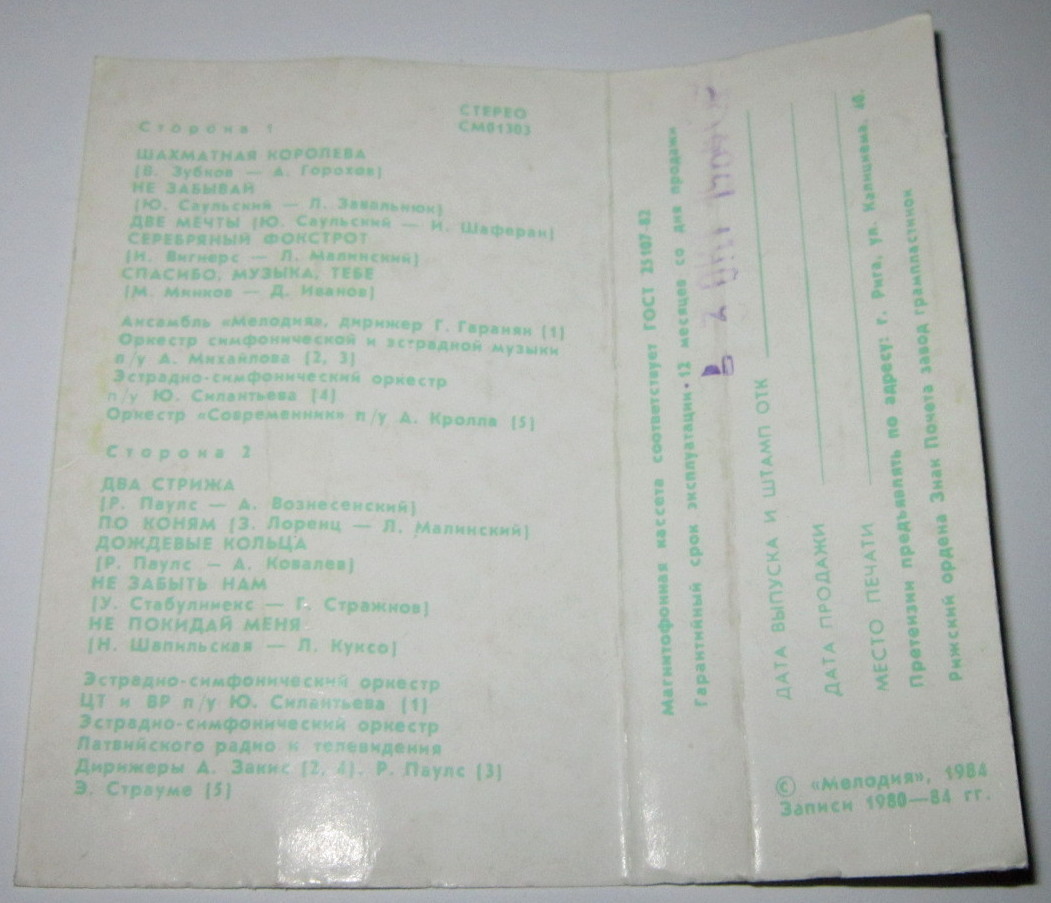 СТЕРЕО
СМ01303
Сторона 1
ШАХМАТНАЯ КОРОЛЕВА
(В. Зубков — А. Горохов)
НЕ ЗАБЫВАЙ
(Ю. Саульский — Л. Завальнюк)
ДВЕ МЕЧТЫ (Ю. Саульский — И. Шаферан)
СЕРЕБРЯНЫЙ ФОКСТРОТ
(И. Вигнерс — Л. Малинский)
СПАСИБО, МУЗЫКА, ТЕБЕ
(М. Минков — Д. Иванов)
Ансамбль «Мелодия», дирижер Г. Гаранян (1)
Оркестр симфонической и эстрадной музыки
п/у А. Михайлова (2, 3)
Эстрадно-симфонический оркестр
п/у Ю. Силантьева (4)
Оркестр «Современник» п/у А. Кролла (5)
Сторона 2
ДВА СТРИЖА
(Р. Паулс — А. Вознесенский)
ПО КОНЯМ (З. Лоренц — Л. Малинский)
ДОЖДЕВЫЕ КОЛЬЦА
(Р. Паулс — А. Ковалев)
НЕ ЗАБЫТЬ НАМ
(У. Стабулниекс — Г. Стражнов)
НЕ ПОКИДАЙ МЕНЯ
(Н. Шапильская — Л. Куксо)
Эстрадно-симфонический оркестр
ЦТ и ВР п/у Ю. Силантьева (1)
Эстрадно-симфонический оркестр
Латвийского радио и телевидения
Дирижеры А. Закис (2, 4), Р. Паулс (3)
Э. Страуме (5)
Магнитофонная кассета соответствует ГОСТ 25107-82
Гарантийный срок эксплуатации•12 месяцев со дня продажи
ДАТА ВЫПУСКА И ШТАМП ОТК
ДАТА ПРОДАЖИ
МЕСТО ПЕЧАТИ
Претензии предъявлять по адресу: г. Рига, ул. Калнциема, 40.
Рижский ордена Знак Почета завод грампластинок
© «Мелодия», 1984
Записи 1980—84 гг.